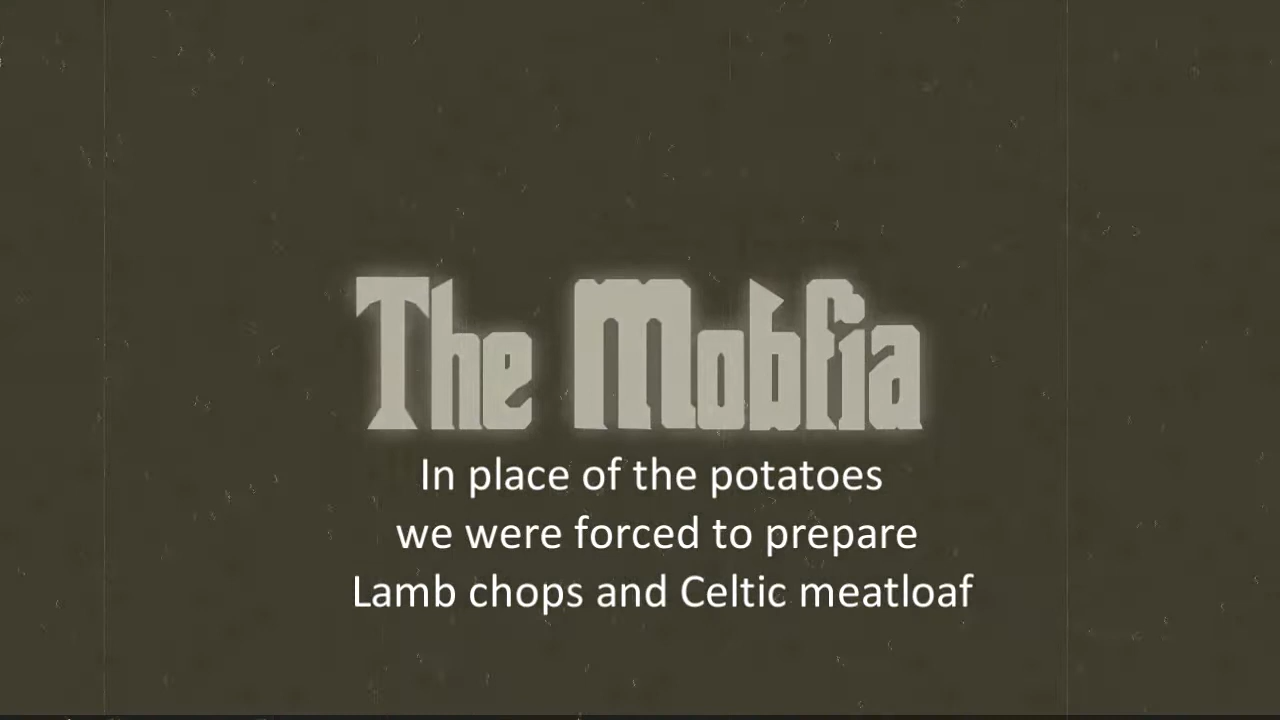 The Mobfia
In place of the potatoes
we were forced to prepare
Lamb chops and Celtic meatloaf